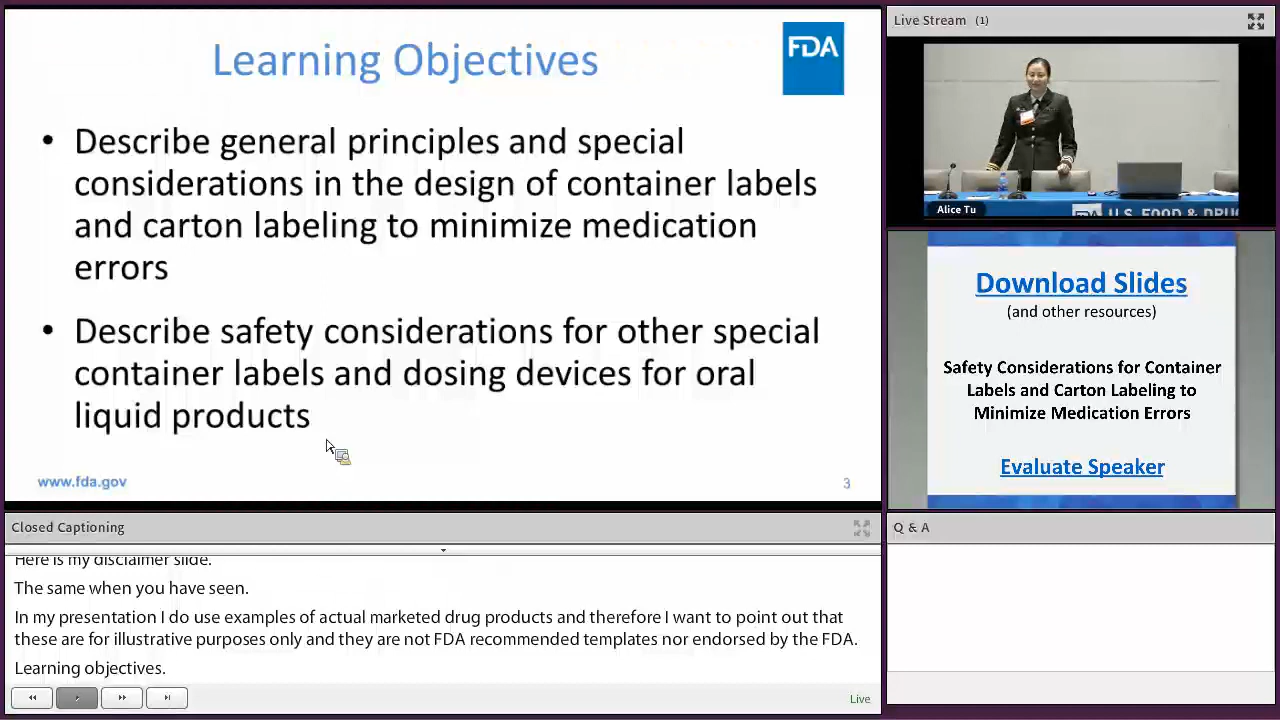 Learning Objectives
FDA
• Describe general principles and special
considerations in the design of container labels
and carton labeling to minimize medication
errors
• Describe safety considerations for other special
container labels and dosing devices for oral
liquid products
www.fda.gov
3
Live Stream (1)
Alice Tu
FDA U.S. FOOD & DRU
Download Slides
(and other resources)
Safety Considerations for Container
Labels and Carton Labeling to
Minimize Medication Errors
Evaluate Speaker
Closed Captioning
Here is my disclaimer slide.
The same when you have seen.
In my presentation I do use examples of actual marketed drug products and therefore I want to point out that
these are for illustrative purposes only and they are not FDA recommended templates nor endorsed by the FDA.
Learning objectives.
Live
Q & A